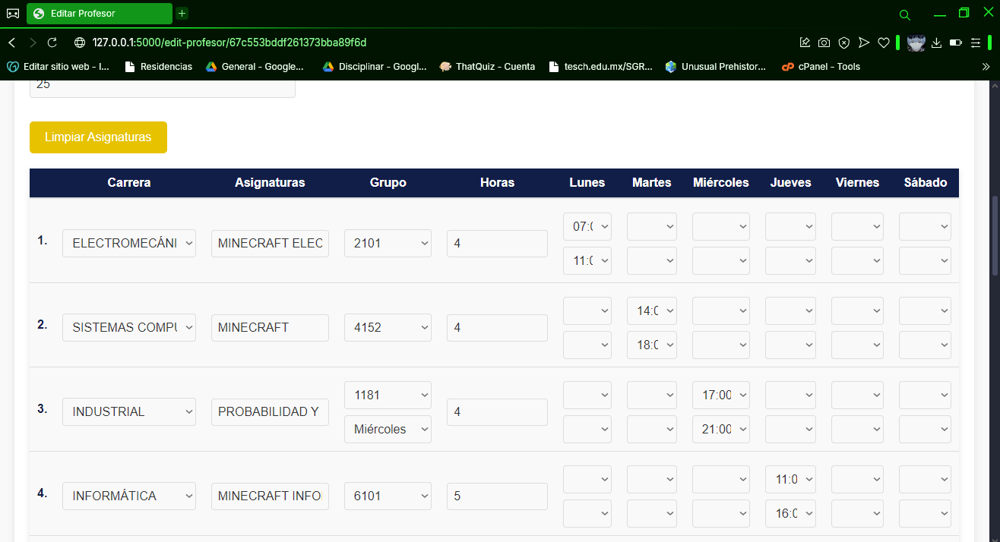 Editar Profesor
127.0.0.1:5000/edit-profesor/67c553bddf261373bba89f6d
Editar sitio web - I... Residencias General - Google... Disciplinar - Googl... ThatQuiz - Cuenta tesch.edu.mx/SGR... Unusual Prehistor... cPanel - Tools
25
Limpiar Asignaturas
Carrera Asignaturas Grupo Horas Lunes Martes Miércoles Jueves Viernes Sábado
07:0
1. ELECTROMECÁNI MINECRAFT ELEC 2101 4
11:0
14:0
2. SISTEMAS COMPU MINECRAFT 4152 4
18:0
1181 17:00
3. INDUSTRIAL PROBABILIDAD Y 4
Miércoles 21:00
11:0
4. INFORMÁTICA MINECRAFT INFO 6101 5
16:0